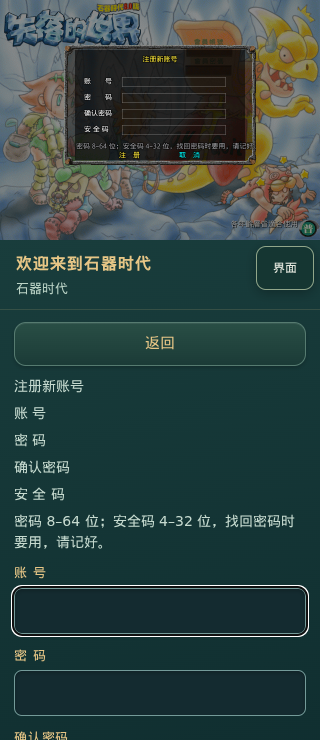 失落的世界
注册新账号
账 号
密 码
确认密码
安 全 码
密码 8–64 位；安全码 4–32 位，找回密码时要用，请记好
注 册 取 消
欢迎来到石器时代
石器时代
界面
返回
注册新账号
账 号
密 码
确认密码
安 全 码
密码 8–64 位；安全码 4–32 位，找回密码时
要用，请记好。
账 号
密 码
确认密码